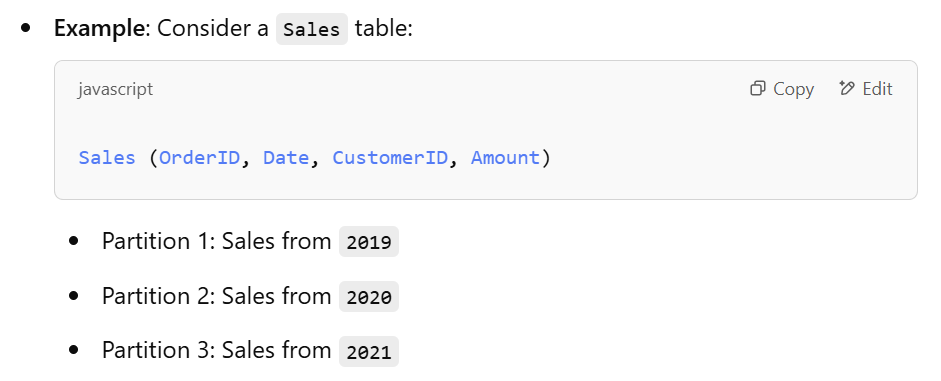 Example: Consider a Sales table:
javascript
Copy
Edit
Sales (OrderID, Date, CustomerID, Amount)
Partition 1: Sales from 2019
Partition 2: Sales from 2020
Partition 3: Sales from 2021